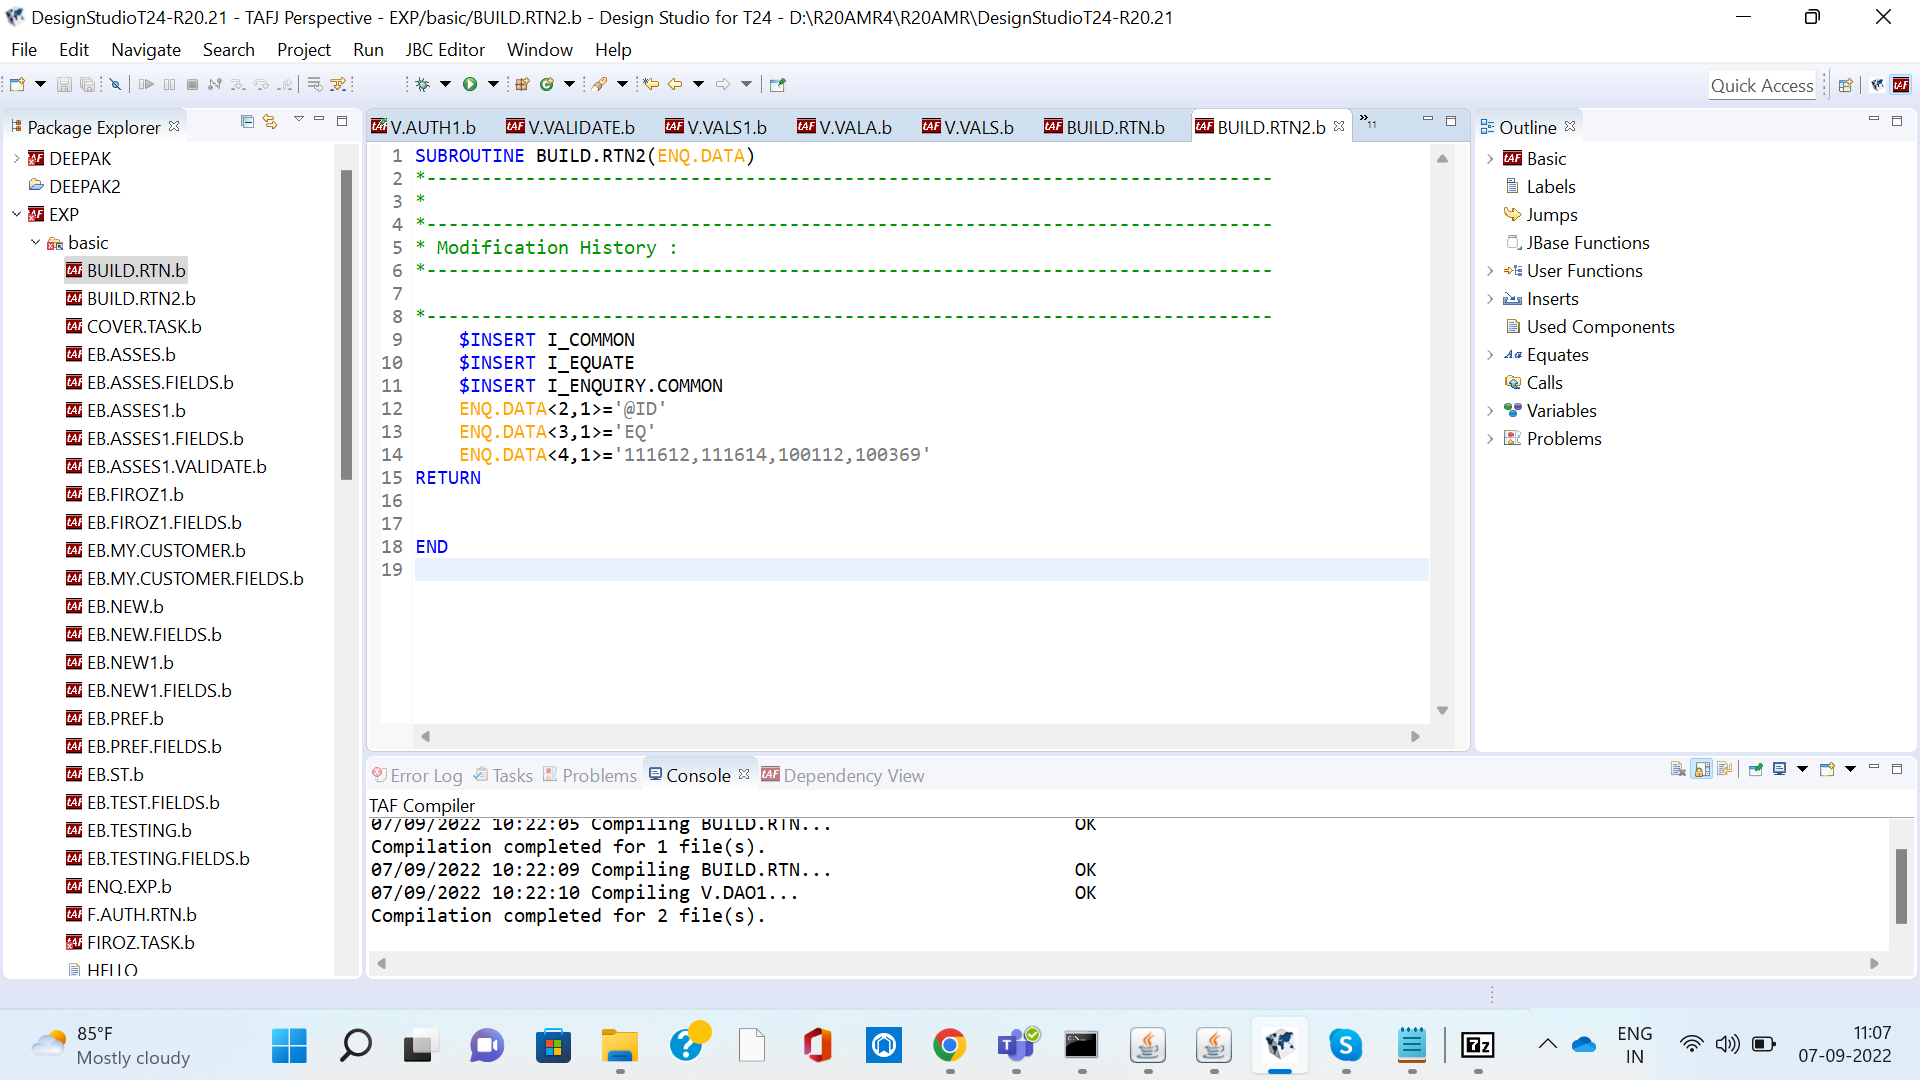 DesignStudioT24-R20.21 - TAFJ Perspective - EXP/basic/BUILD.RTN2.b - Design Studio for T24 - D:\R20AMR4\R20AMR\DesignStudioT24-R20.21
File Edit Navigate Search Project Run JBC Editor Window Help
Quick Access
Package Explorer
DEEPAK
DEEPAK2
EXP
basic
BUILD.RTN.b
BUILD.RTN2.b
COVER.TASK.b
EB.ASSES.b
EB.ASSES.FIELDS.b
EB.ASSES1.b
EB.ASSES1.FIELDS.b
EB.ASSES1.VALIDATE.b
EB.FIROZ1.b
EB.FIROZ1.FIELDS.b
EB.MY.CUSTOMER.b
EB.MY.CUSTOMER.FIELDS.b
EB.NEW.b
EB.NEW.FIELDS.b
EB.NEW1.b
EB.NEW1.FIELDS.b
EB.PREF.b
EB.PREF.FIELDS.b
EB.ST.b
EB.TEST.FIELDS.b
EB.TESTING.b
EB.TESTING.FIELDS.b
ENQ.EXP.b
F.AUTH.RTN.b
FIROZ.TASK.b
HELLO
V.AUTH1.b V.VALIDATE.b V.VALS1.b V.VALA.b V.VALS.b BUILD.RTN.b BUILD.RTN2.b »11
1 SUBROUTINE BUILD.RTN2(ENQ.DATA)
2 *-----------------------------------------------------------------------------
3 *
4 *-----------------------------------------------------------------------------
5 * Modification History :
6 *-----------------------------------------------------------------------------
7
8 *-----------------------------------------------------------------------------
9 $INSERT I_COMMON
10 $INSERT I_EQUATE
11 $INSERT I_ENQUIRY.COMMON
12 ENQ.DATA<2,1>='@ID'
13 ENQ.DATA<3,1>='EQ'
14 ENQ.DATA<4,1>='111612,111614,100112,100369'
15 RETURN
16
17
18 END
19
Outline
Basic
Labels
Jumps
JBase Functions
User Functions
Inserts
Used Components
Equates
Calls
Variables
Problems
Error Log Tasks Problems Console Dependency View
TAF Compiler
07/09/2022 10:22:05 Compiling BUILD.RTN... OK
Compilation completed for 1 file(s).
07/09/2022 10:22:09 Compiling BUILD.RTN... OK
07/09/2022 10:22:10 Compiling V.DAO1... OK
Compilation completed for 2 file(s).
85°F
Mostly cloudy
ENG
IN
11:07
07-09-2022